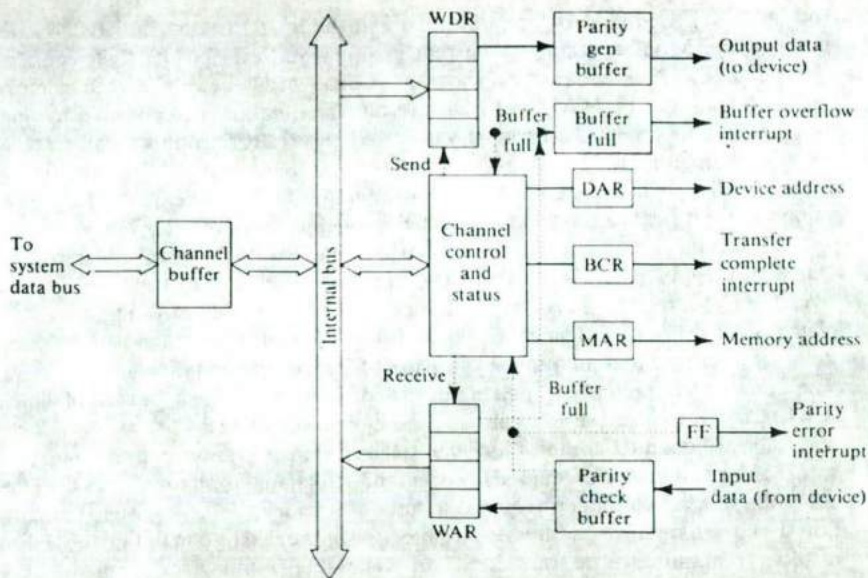 WDR
Parity
gen
buffer
Output data
(to device)
Buffer
full
Buffer
full
Buffer overflow
interrupt
Send
DAR
Device address
To
system
data bus
Channel
buffer
Internal bus
Channel
control
and
status
BCR
Transfer
complete
interrupt
MAR
Memory address
Receive
Buffer
full
FF
Parity
error
interrupt
Parity
check
buffer
Input
data (from device)
WAR